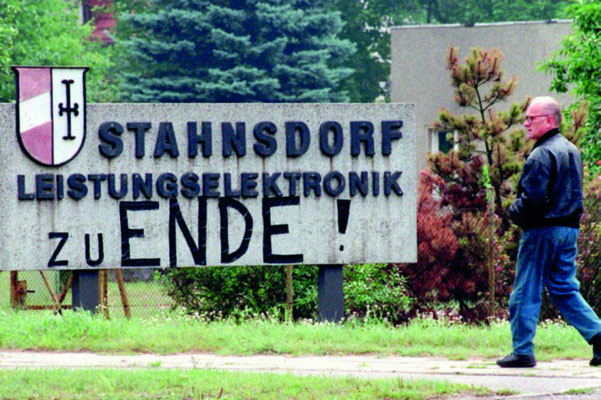 STAHNSDORF
LEISTUNGSELEKTRONIK
ZU ENDE !